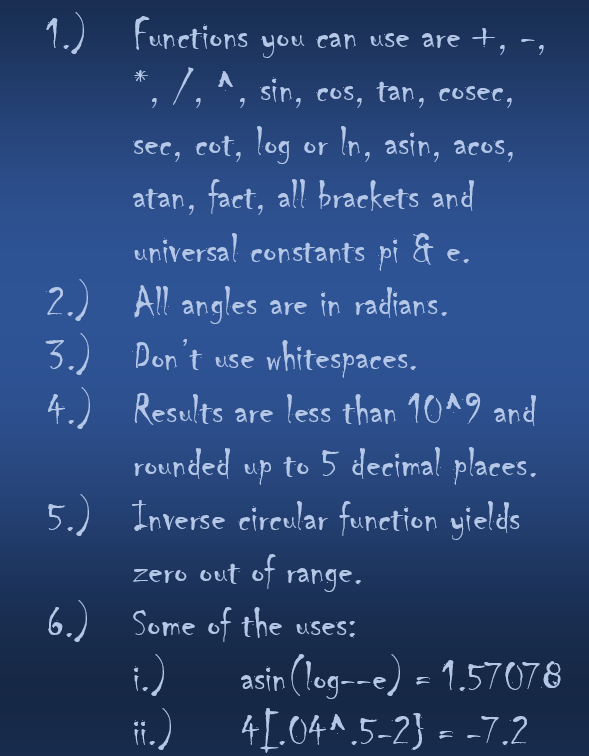 1.) Functions you can use are +, -,
*, /, ^, sin, cos, tan, cosec,
sec, cot, log or ln, asin, acos,
atan, fact, all brackets and
universal constants pi & e.
2.) All angles are in radians.
3.) Don't use whitespaces.
4.) Results are less than 10^9 and
rounded up to 5 decimal places.
5.) Inverse circular function yields
zero out of range.
6.) Some of the uses:
i.) asin(log--e) = 1.57078
ii.) 4[.04^.5-2} = -7.2